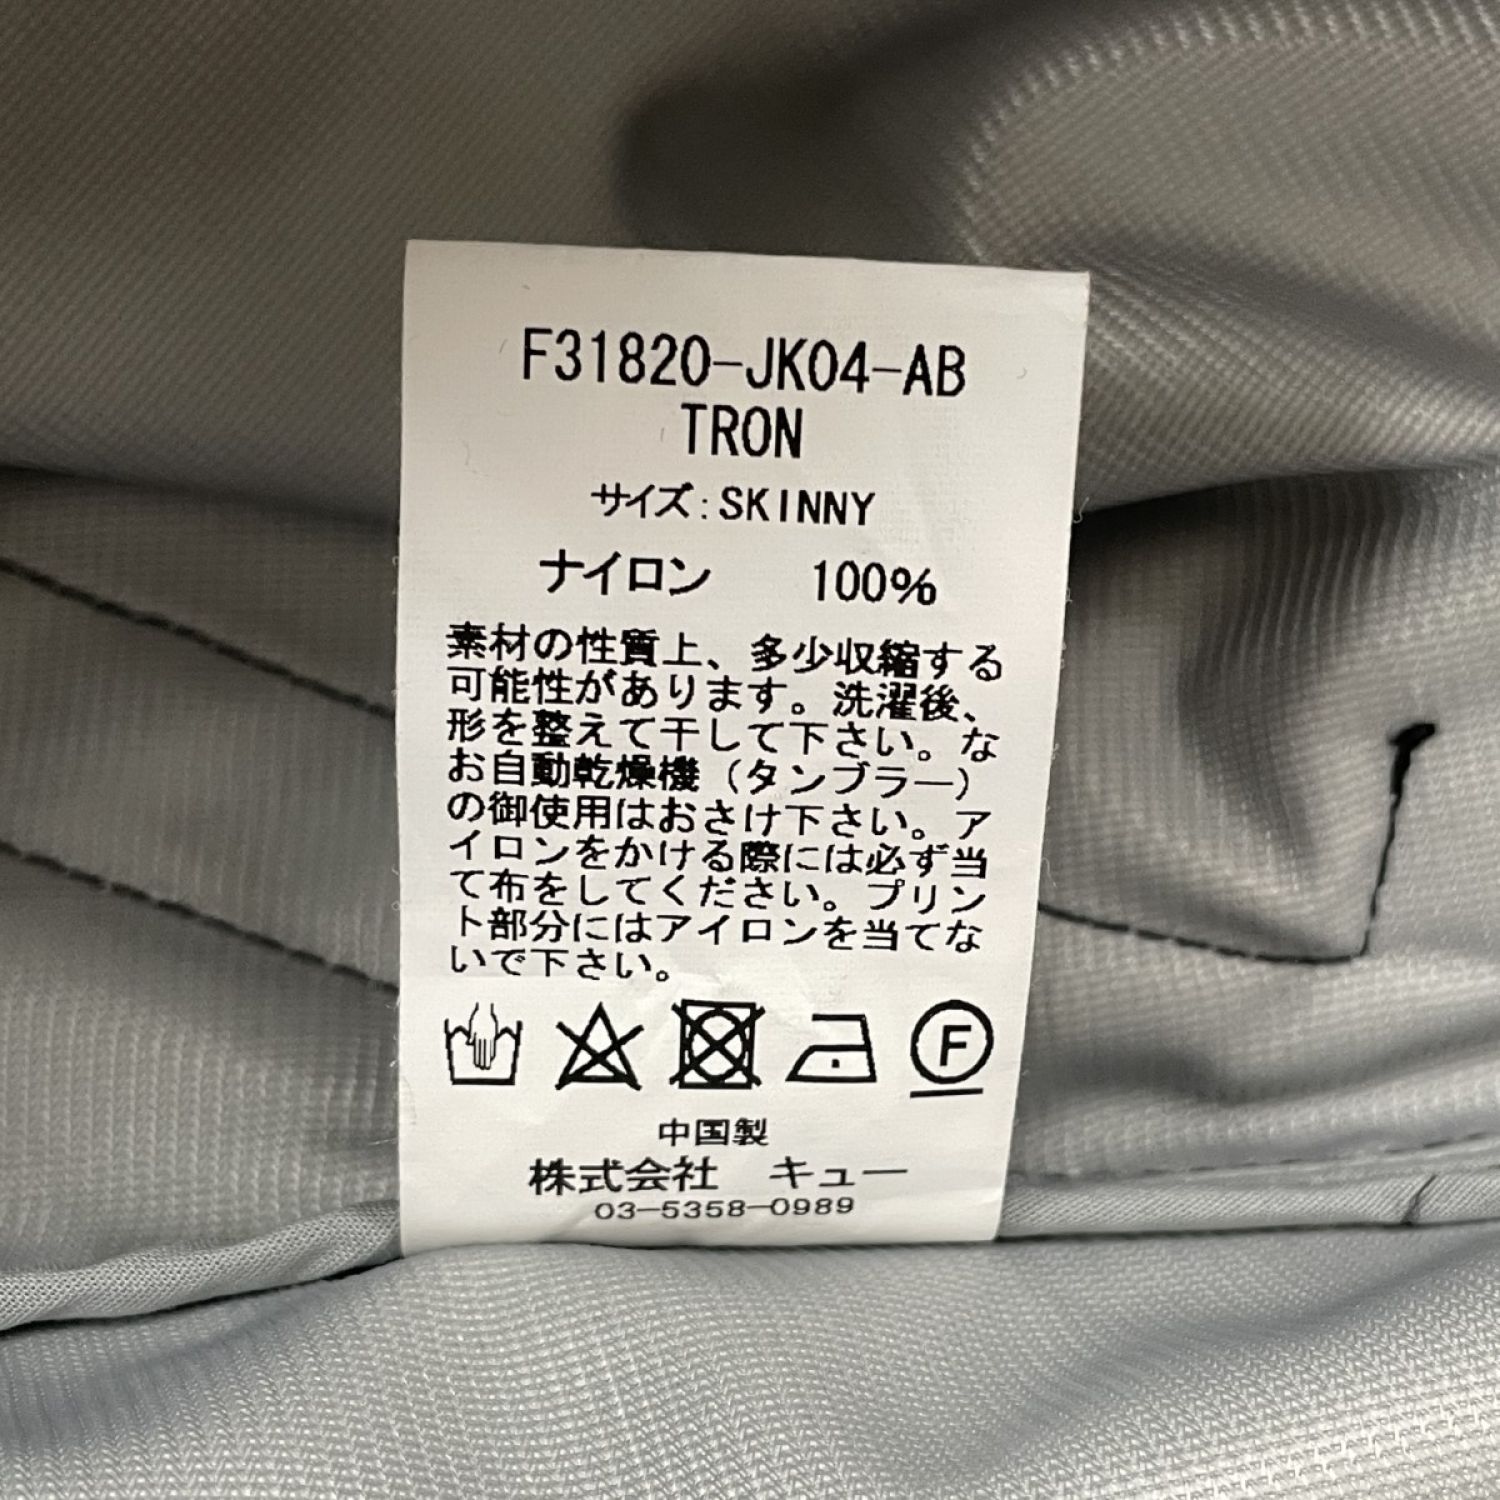 F31820-JK04-AB
TRON
サイズ:SKINNY
ナイロン 100%
素材の性質上、多少収縮する
可能性があります。洗濯後、
形を整えて干して下さい。な
お自動乾燥機（タンブラー）
の御使用はおさけ下さい。ア
イロンをかける際には必ず当
て布をしてください。プリン
ト部分にはアイロンを当てな
いで下さい。
F
中国製
株式会社 キュー
03-5358-0989